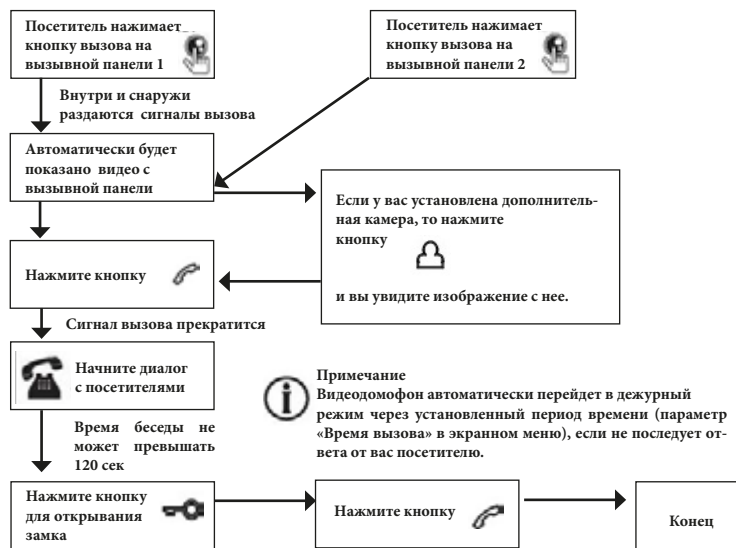 Посетитель нажимает
кнопку вызова на
вызывной панели 1
Посетитель нажимает
кнопку вызова на
вызывной панели 2
Внутри и снаружи
раздаются сигналы вызова
Автоматически будет
показано видео с
вызывной панели
Если у вас установлена дополнитель-
ная камера, то нажмите
кнопку
и вы увидите изображение с нее.
Нажмите кнопку
Сигнал вызова прекратится
Начните диалог
с посетителями
Примечание
Видеодомофон автоматически перейдет в дежурный
режим через установленный период времени (параметр
«Время вызова» в экранном меню), если не последует от-
вета от вас посетителю.
Время беседы не
может превышать
120 сек
Нажмите кнопку
для открывания
замка
Нажмите кнопку
Конец